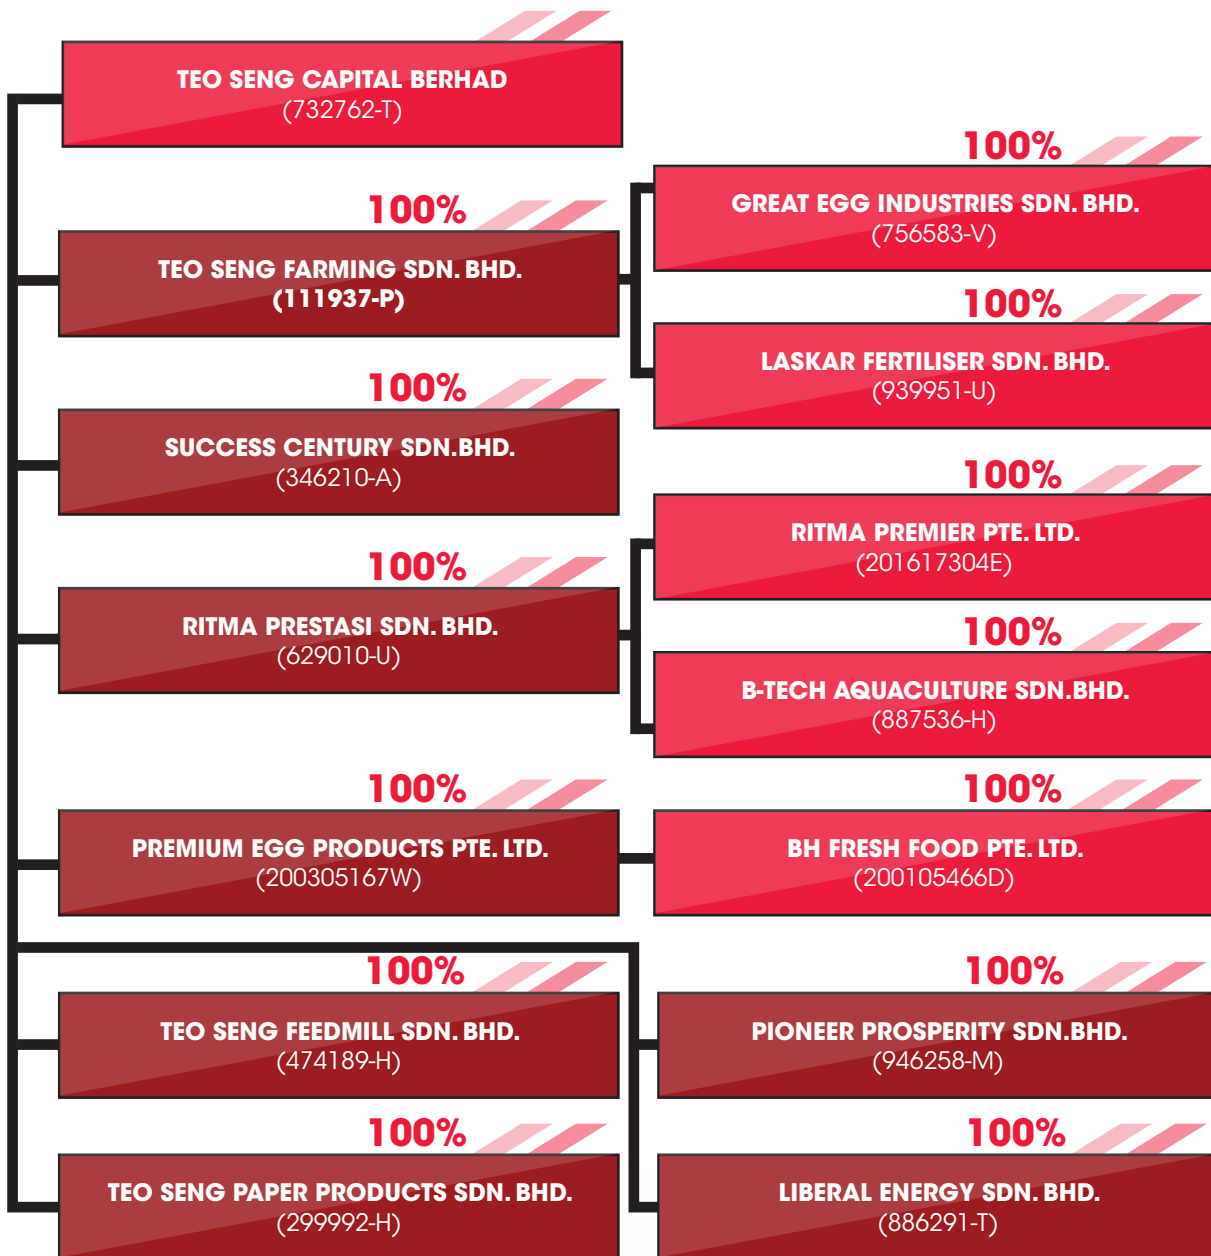 TEO SENG CAPITAL BERHAD
(732762-T)
100%
TEO SENG FARMING SDN. BHD.
(111937-P)
100%
GREAT EGG INDUSTRIES SDN. BHD.
(756583-V)
100%
LASKAR FERTILISER SDN. BHD.
(939951-U)
100%
SUCCESS CENTURY SDN.BHD.
(346210-A)
100%
RITMA PRESTASI SDN. BHD.
(629010-U)
100%
RITMA PREMIER PTE. LTD.
(201617304E)
100%
B-TECH AQUACULTURE SDN.BHD.
(887536-H)
100%
PREMIUM EGG PRODUCTS PTE. LTD.
(200305167W)
100%
BH FRESH FOOD PTE. LTD.
(200105466D)
100%
TEO SENG FEEDMILL SDN. BHD.
(474189-H)
100%
PIONEER PROSPERITY SDN.BHD.
(946258-M)
100%
TEO SENG PAPER PRODUCTS SDN. BHD.
(299992-H)
100%
LIBERAL ENERGY SDN. BHD.
(886291-T)